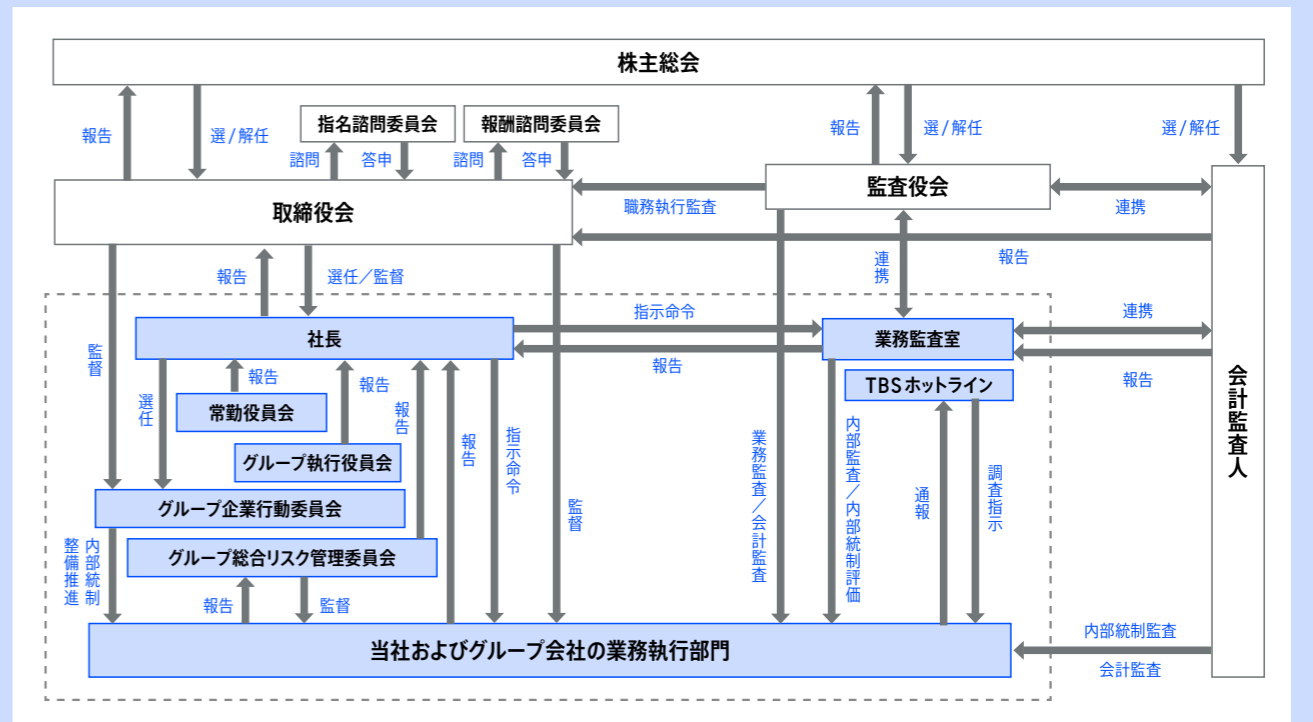 株主総会
報告
選/解任
指名諮問委員会
報酬諮問委員会
報告
選/解任
選/解任
諮問
答申
諮問
答申
取締役会
監査役会
職務執行監査
連携
報告
報告
選任／監督
連携
社長
指示命令
業務監査室
連携
報告
報告
監督
選任
報告
常勤役員会
報告
グループ執行役員会
報告
報告
指示命令
監督
TBSホットライン
業務監査／会計監査
内部監査／内部統制評価
通報
調査指示
会計監査人
グループ企業行動委員会
内部統制
整備推進
グループ総合リスク管理委員会
報告
監督
当社およびグループ会社の業務執行部門
内部統制監査
会計監査